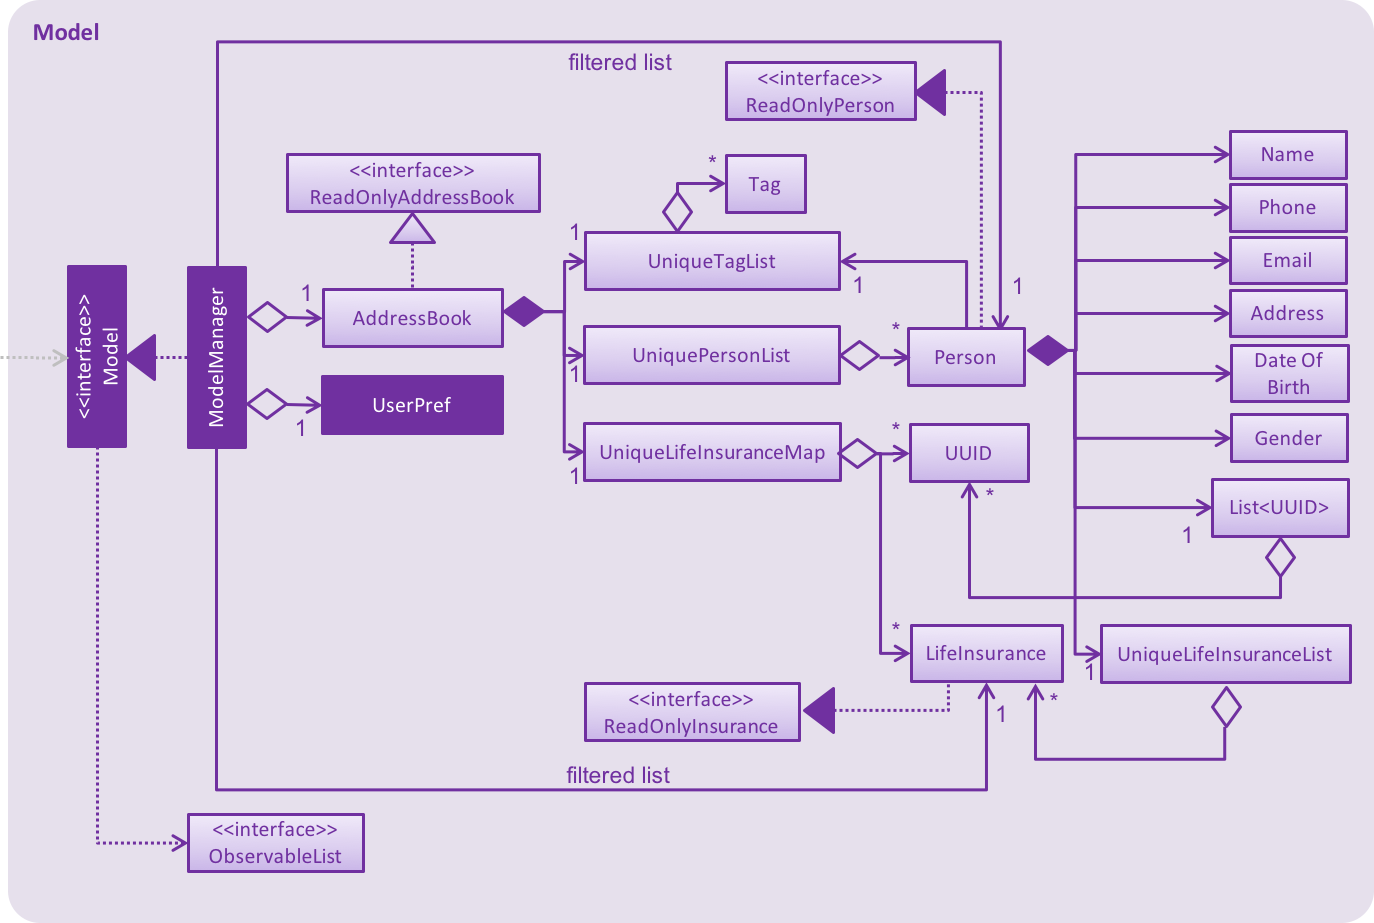 Model
filtered list
<<interface>>
ReadOnlyPerson
<<interface>>
ReadOnlyAddressBook
*
Tag
Name
Phone
1
UniqueTagList
1
Email
1
Address
<<interface>>
Model
ModelManager
1
AddressBook
UniquePersonList
1
*
Person
Date Of
Birth
UserPref
1
Gender
UniqueLifeInsuranceMap
1
*
UUID
*
List<UUID>
1
*
LifeInsurance
UniqueLifeInsuranceList
1
<<interface>>
ReadOnlyInsurance
1
*
filtered list
<<interface>>
ObservableList